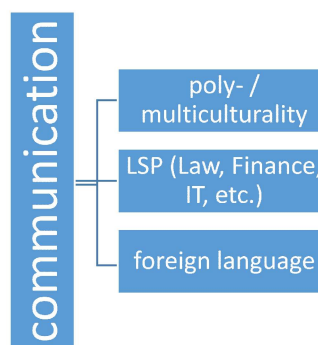 communication
poly- /
multiculturality
LSP (Law, Finance,
IT, etc.)
foreign language